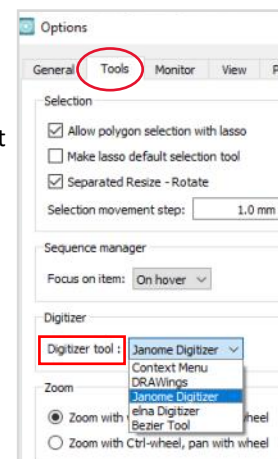 Options
General Tools Monitor View P
Selection
t
Allow polygon selection with lasso
Make lasso default selection tool
Separated Resize - Rotate
Selection movement step: 1.0 mm
Sequence manager
Focus on item: On hover
Digitizer
Digitizer tool : Janome Digitizer
Context Menu
DRAWings
Janome Digitizer
elna Digitizer
Bezier Tool
Zoom
Zoom with heel
Zoom with Ctrl-wheel, pan with wheel